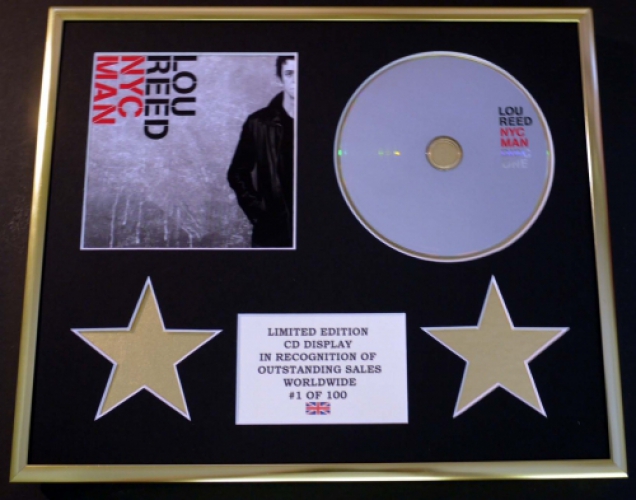 LOU
REED
NYC
MAN
LOU
REED
NYC
MAN
LIMITED EDITION
CD DISPLAY
IN RECOGNITION OF
OUTSTANDING SALES
WORLDWIDE
#1 OF 100